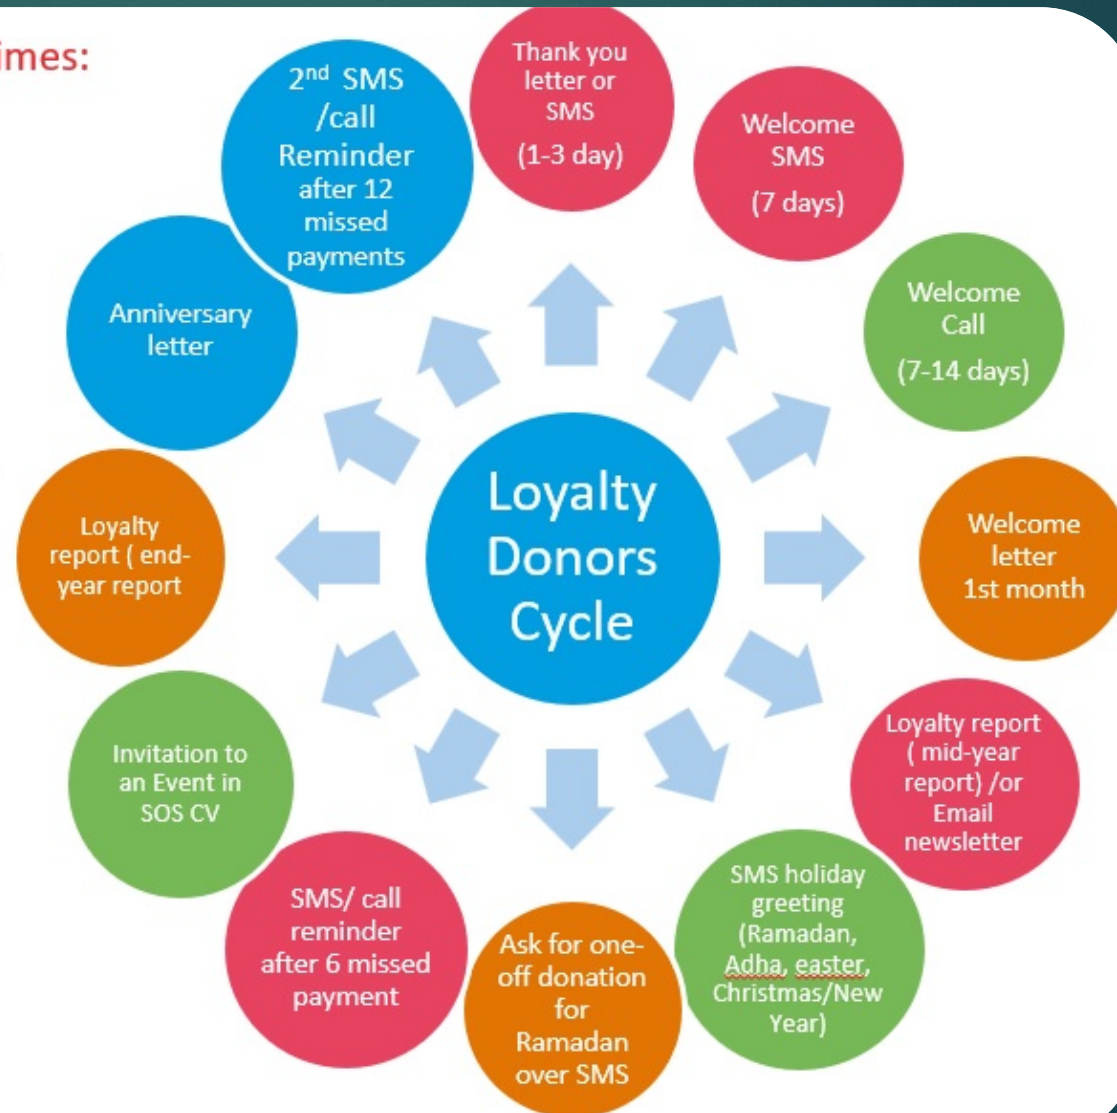 imes:
Thank you
letter or
SMS
(1-3 day)
Welcome
SMS
(7 days)
Welcome
Call
(7-14 days)
Welcome
letter
1st month
Loyalty report
( mid-year
report) /or
Email
newsletter
SMS holiday
greeting
(Ramadan,
Adha, easter,
Christmas/New
Year)
Ask for one-
off donation
for
Ramadan
over SMS
SMS/ call
reminder
after 6 missed
payment
Invitation to
an Event in
SOS CV
Loyalty
report ( end-
year report
Anniversary
letter
2nd SMS
/call
Reminder
after 12
missed
payments
Loyalty
Donors
Cycle